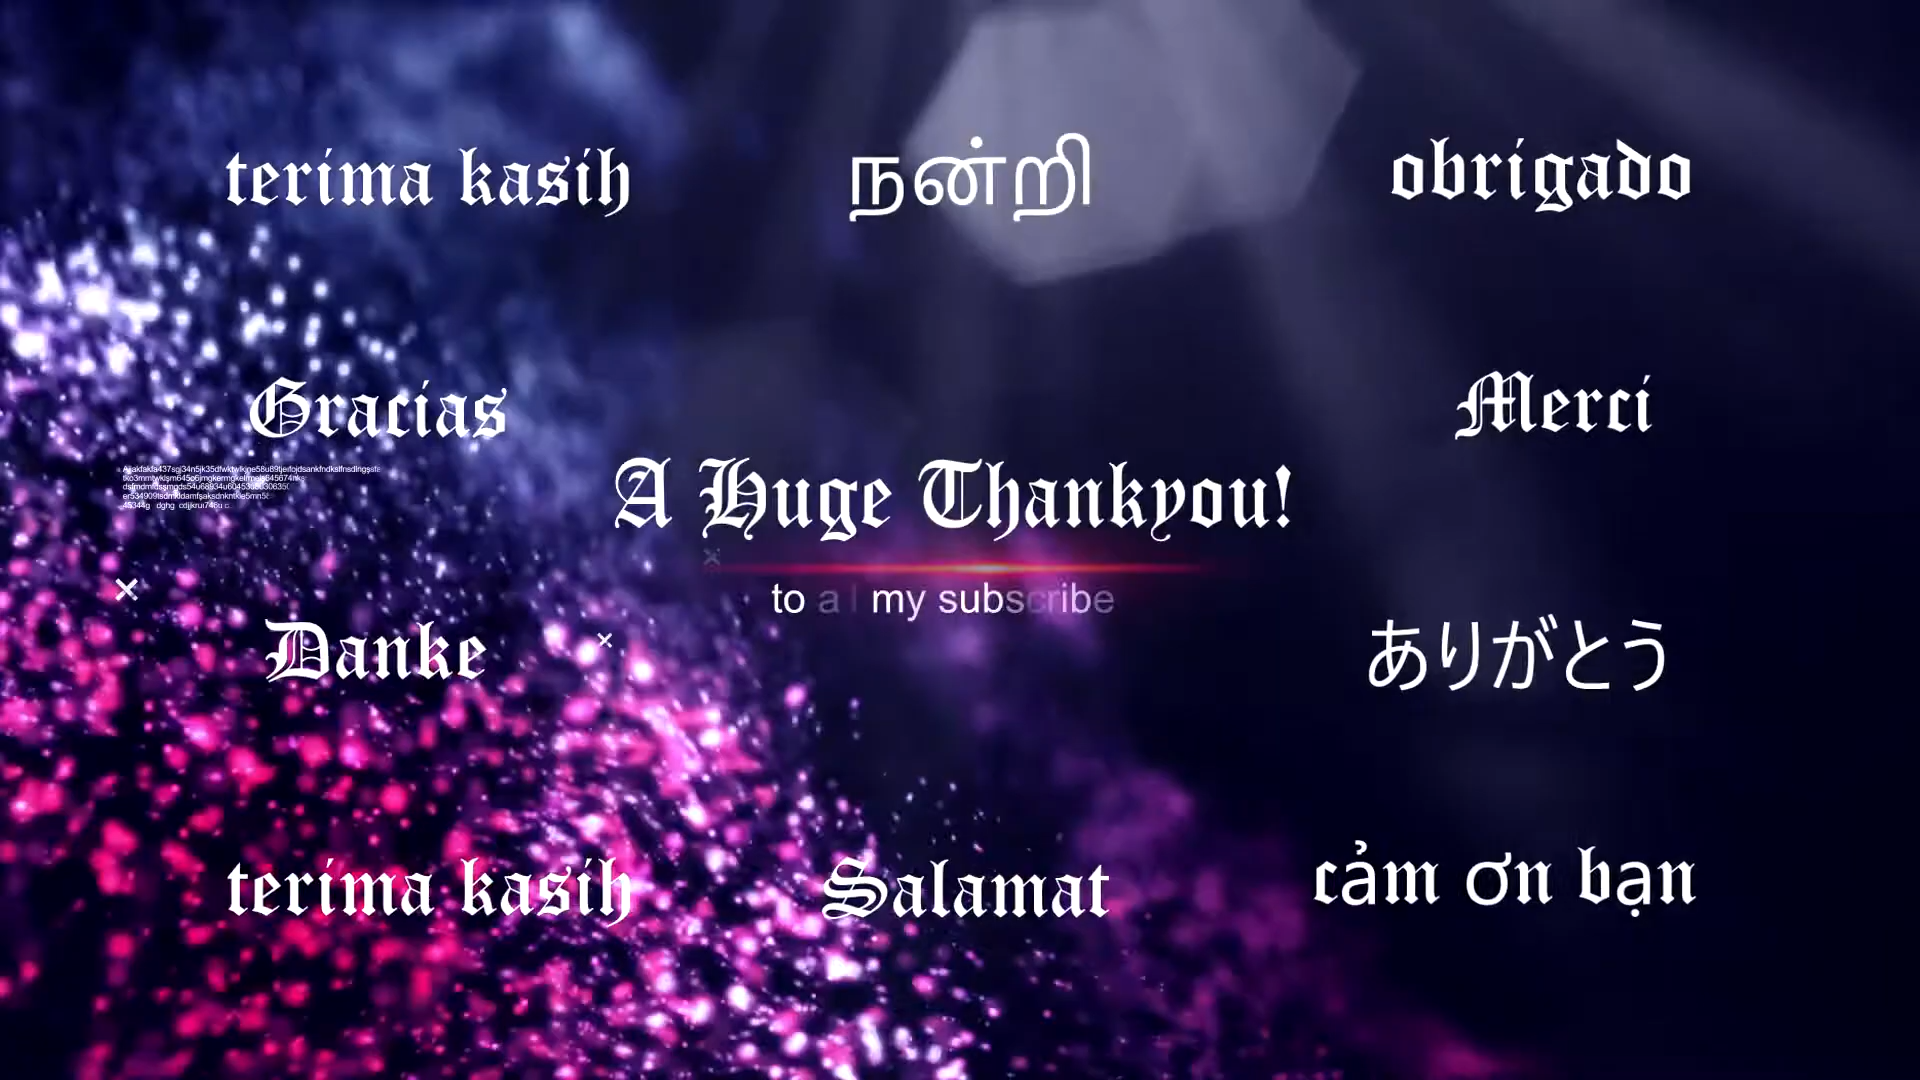 terima kasih
நன்றி
obrigado
Gracias
Merci
A Huge Thankyou!
to a l my subscribe
Danke
ありがとう
terima kasih
Salamat
cảm ơn bạn